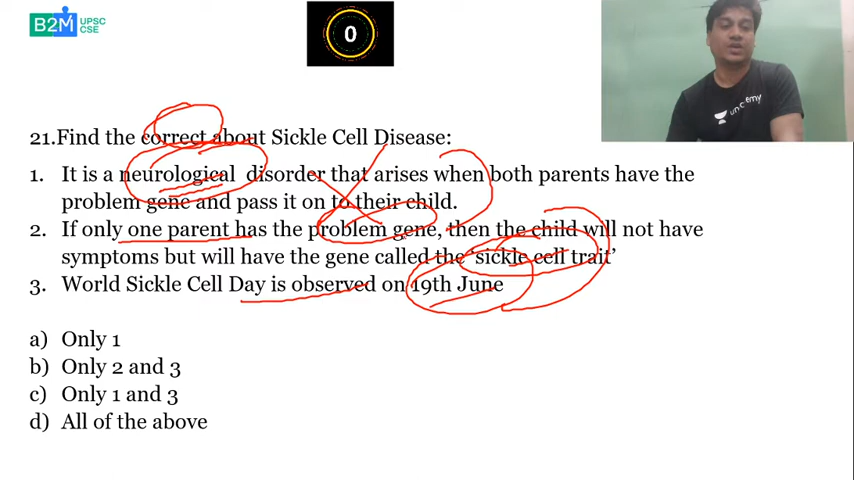 B2M UPSC
CSE
0
unacademy
21.Find the correct about Sickle Cell Disease:
1. It is a neurological disorder that arises when both parents have the
problem gene and pass it on to their child.
2. If only one parent has the problem gene, then the child will not have
symptoms but will have the gene called the ‘sickle cell trait’
3. World Sickle Cell Day is observed on 19th June
a) Only 1
b) Only 2 and 3
c) Only 1 and 3
d) All of the above